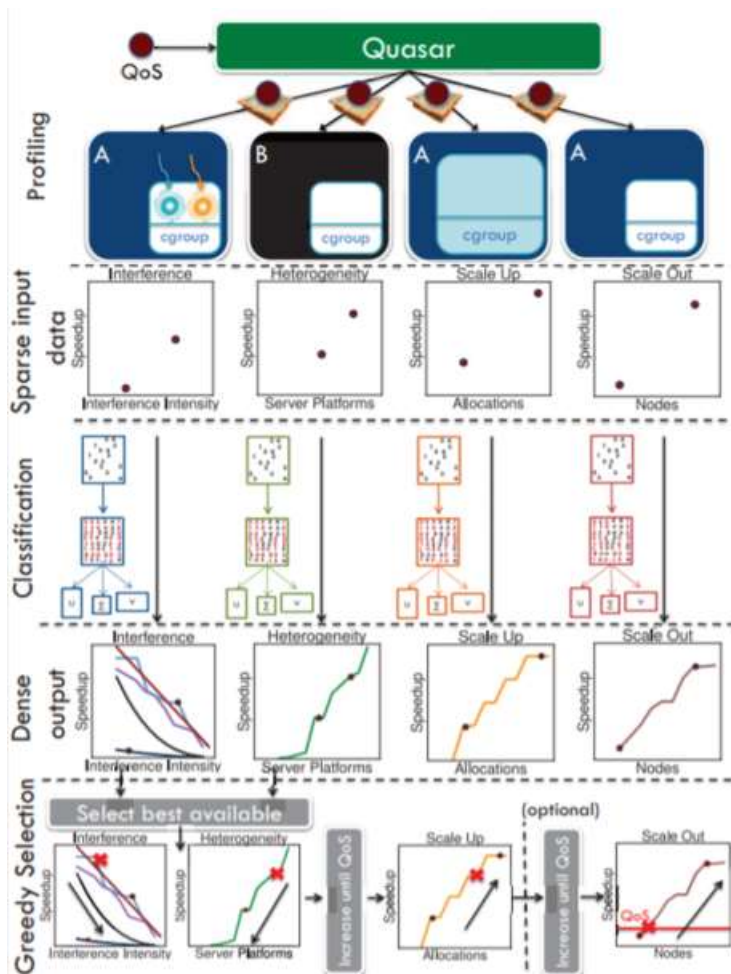 Quasar
QoS
Profiling
A
B
A
A
cgroup
cgroup
cgroup
cgroup
Sparse input
data
Interference
Heterogeneity
Scale Up
Scale Out
Speedup
Speedup
Speedup
Speedup
Interference Intensity
Server Platforms
Allocations
Nodes
Classification
U
Σ
V
U
Σ
V
U
Σ
V
U
Σ
V
Dense
output
Interference
Heterogeneity
Scale Up
Scale Out
Speedup
Speedup
Speedup
Speedup
Interference Intensity
Server Platforms
Allocations
Nodes
Greedy Selection
Select best available
(optional)
Interference
Heterogeneity
Scale Up
Scale Out
Speedup
Speedup
Increase until QoS
Speedup
Increase until QoS
Speedup
QoS
Interference Intensity
Server Platforms
Allocations
Nodes